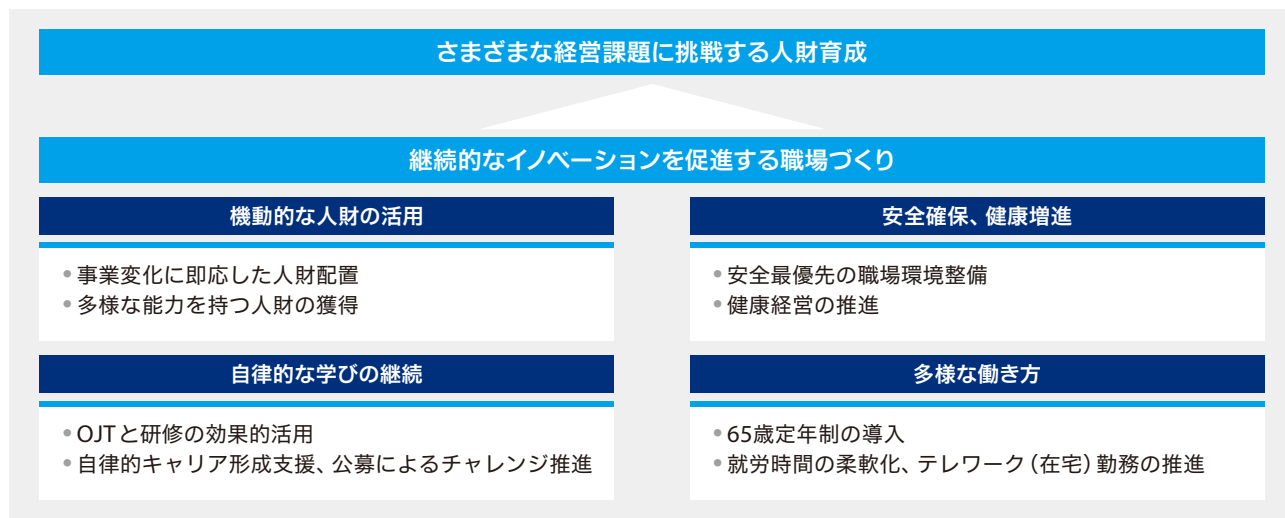 さまざまな経営課題に挑戦する人財育成
継続的なイノベーションを促進する職場づくり
機動的な人財の活用
•事業変化に即応した人財配置
•多様な能力を持つ人財の獲得
安全確保、健康増進
•安全最優先の職場環境整備
•健康経営の推進
自律的な学びの継続
•OJTと研修の効果的活用
•自律的キャリア形成支援、公募によるチャレンジ推進
多様な働き方
•65歳定年制の導入
•就労時間の柔軟化、テレワーク(在宅)勤務の推進